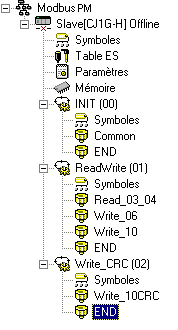 Modbus PM
Slave[CJ1G-H] Offline
Symboles
Table ES
Paramètres
Mémoire
INIT (00)
Symboles
Common
END
ReadWrite (01)
Symboles
Read_03_04
Write_06
Write_10
END
Write_CRC (02)
Symboles
Write_10CRC
END